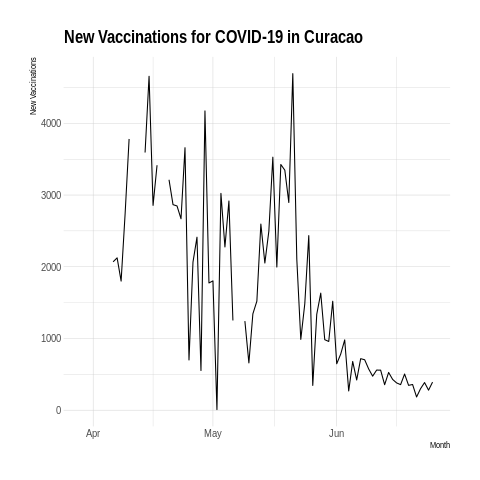 New Vaccinations for COVID-19 in Curacao
New Vaccinations
4000
3000
2000
1000
0
Apr May Jun
Month